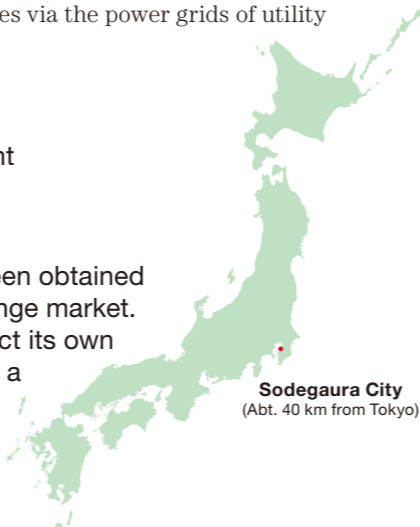 es via the power grids of utility
nt
en obtained
nge market.
ct its own
a
Sodegaura City
(Abt. 40 km from Tokyo)